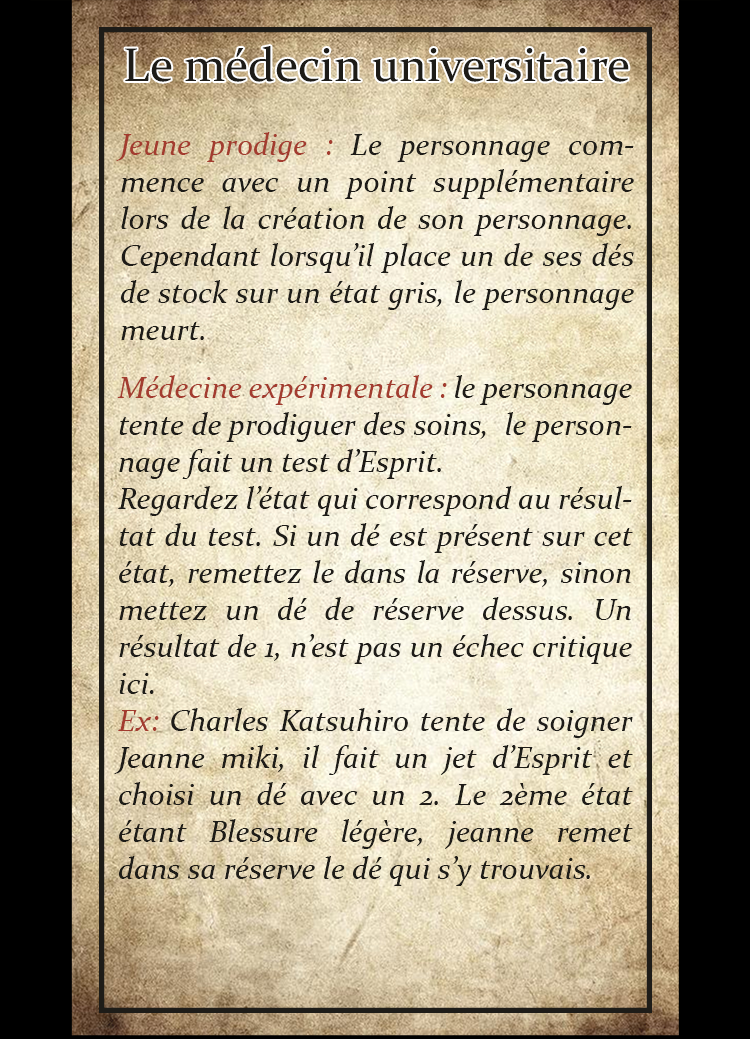 Le médecin universitaire
Jeune prodige : Le personnage com-
mence avec un point supplémentaire
lors de la création de son personnage.
Cependant lorsqu’il place un de ses dés
de stock sur un état gris, le personnage
meurt.
Médecine expérimentale : le personnage
tente de prodiguer des soins, le person-
nage fait un test d’Esprit.
Regardez l’état qui correspond au résul-
tat du test. Si un dé est présent sur cet
état, remettez le dans la réserve, sinon
mettez un dé de réserve dessus. Un
résultat de 1, n’est pas un échec critique
ici.
Ex: Charles Katsuhiro tente de soigner
Jeanne miki, il fait un jet d’Esprit et
choisi un dé avec un 2. Le 2ème état
étant Blessure légère, jeanne remet
dans sa réserve le dé qui s’y trouvais.